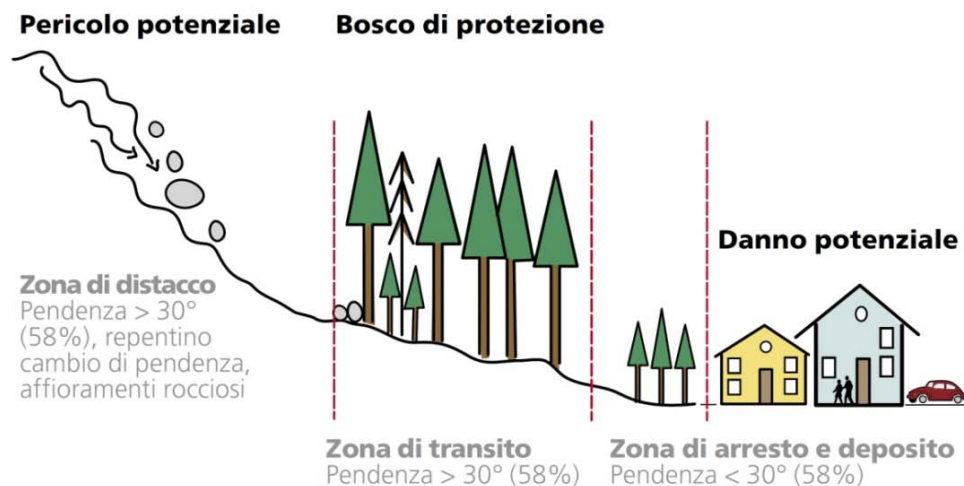 Pericolo potenziale
Bosco di protezione
Danno potenziale
Zona di distacco
Pendenza > 30°
(58%), repentino
cambio di pendenza,
affioramenti rocciosi
Zona di transito
Pendenza > 30° (58%)
Zona di arresto e deposito
Pendenza < 30° (58%)